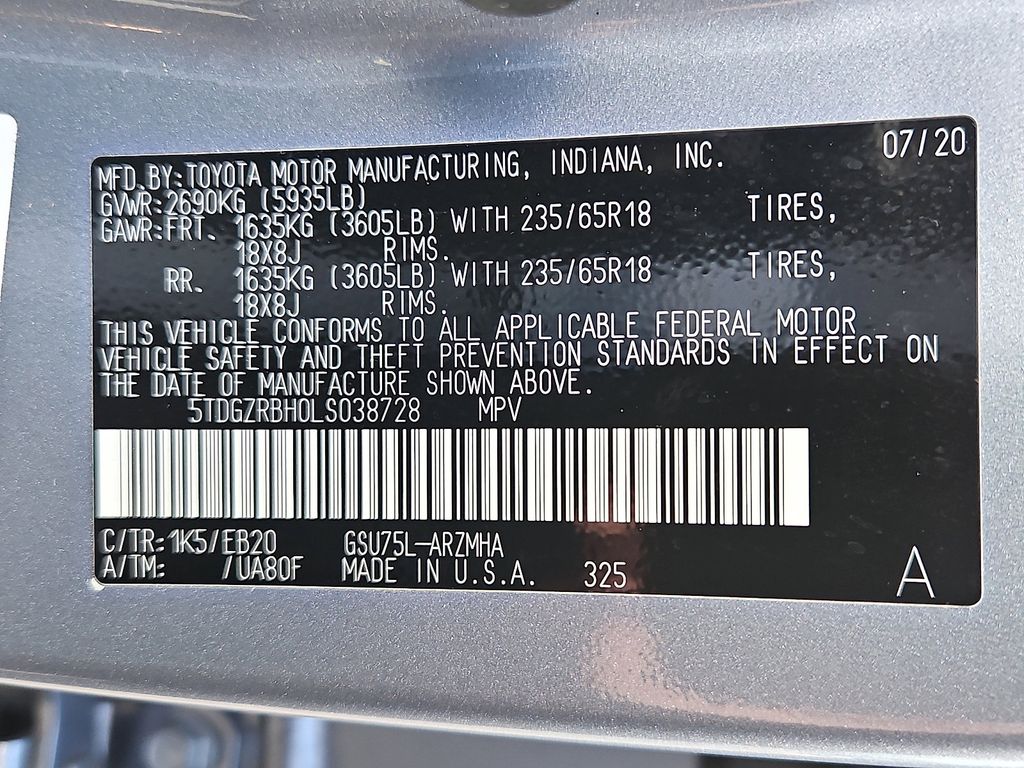 07/20
MFD.BY:TOYOTA MOTOR MANUFACTURING, INDIANA, INC.
GVWR:2690KG (5935LB)
GAWR:FRT. 1635KG (3605LB) WITH 235/65R18 TIRES,
18X8J RIMS.
RR. 1635KG (3605LB) WITH 235/65R18 TIRES,
18X8J RIMS.
THIS VEHICLE CONFORMS TO ALL APPLICABLE FEDERAL MOTOR
VEHICLE SAFETY AND THEFT PREVENTION STANDARDS IN EFFECT ON
THE DATE OF MANUFACTURE SHOWN ABOVE.
5TDGZRBH0LS038728 MPV
C/TR:1K5/EB20 GSU75L-ARZMHA
A/TM: /UA80F MADE IN U.S.A. 325 A